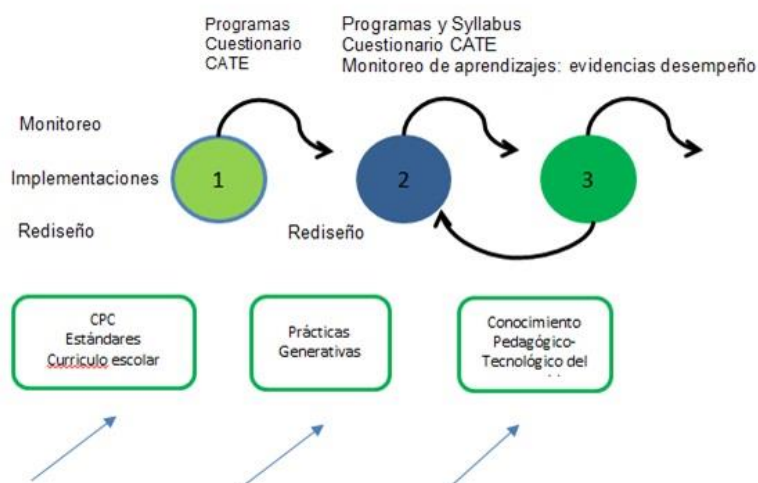 Programas
Cuestionario
CATE
Programas y Syllabus
Cuestionario CATE
Monitoreo de aprendizajes: evidencias desempeño
Monitoreo
Implementaciones
1
2
3
Rediseño
Rediseño
CPC
Estándares
Curriculo escolar
Prácticas
Generativas
Conocimiento
Pedagógico-
Tecnológico del